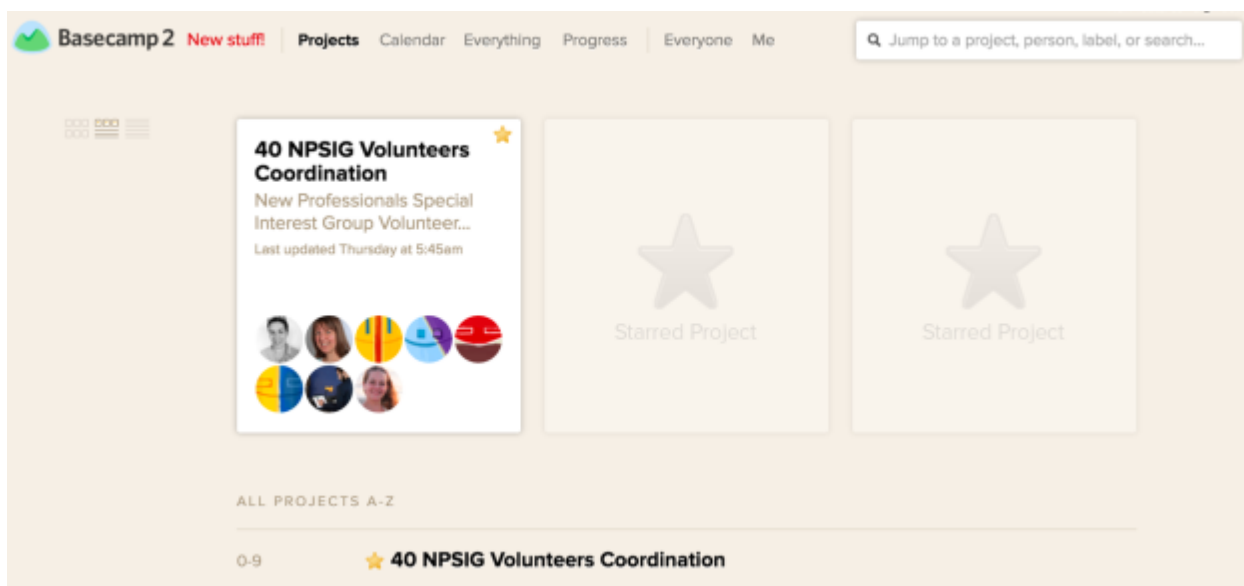 Basecamp 2 New stuff! Projects Calendar Everything Progress Everyone Me Jump to a project, person, label, or search...
40 NPSIG Volunteers
Coordination
New Professionals Special
Interest Group Volunteer...
Last updated Thursday at 5:45am
Starred Project Starred Project
ALL PROJECTS A-Z
0-9 40 NPSIG Volunteers Coordination